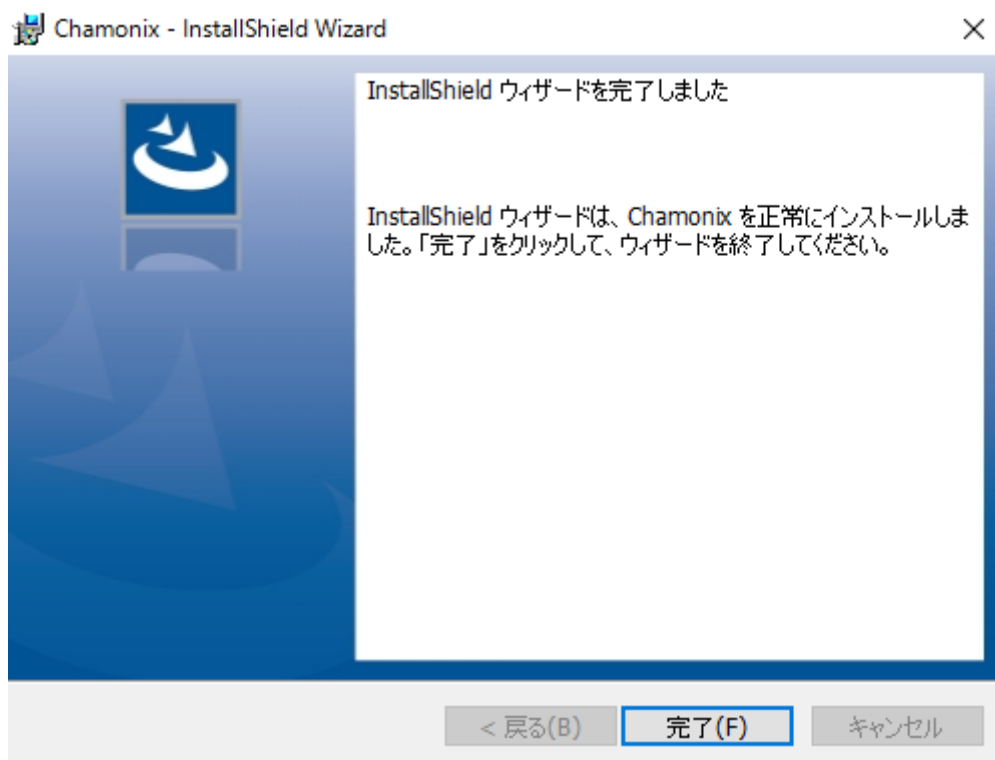 Chamonix - InstallShield Wizard
InstallShield ウィザードを完了しました
InstallShield ウィザードは、Chamonix を正常にインストールしま
した。「完了」をクリックして、ウィザードを終了してください。
< 戻る(B)
完了(F)
キャンセル